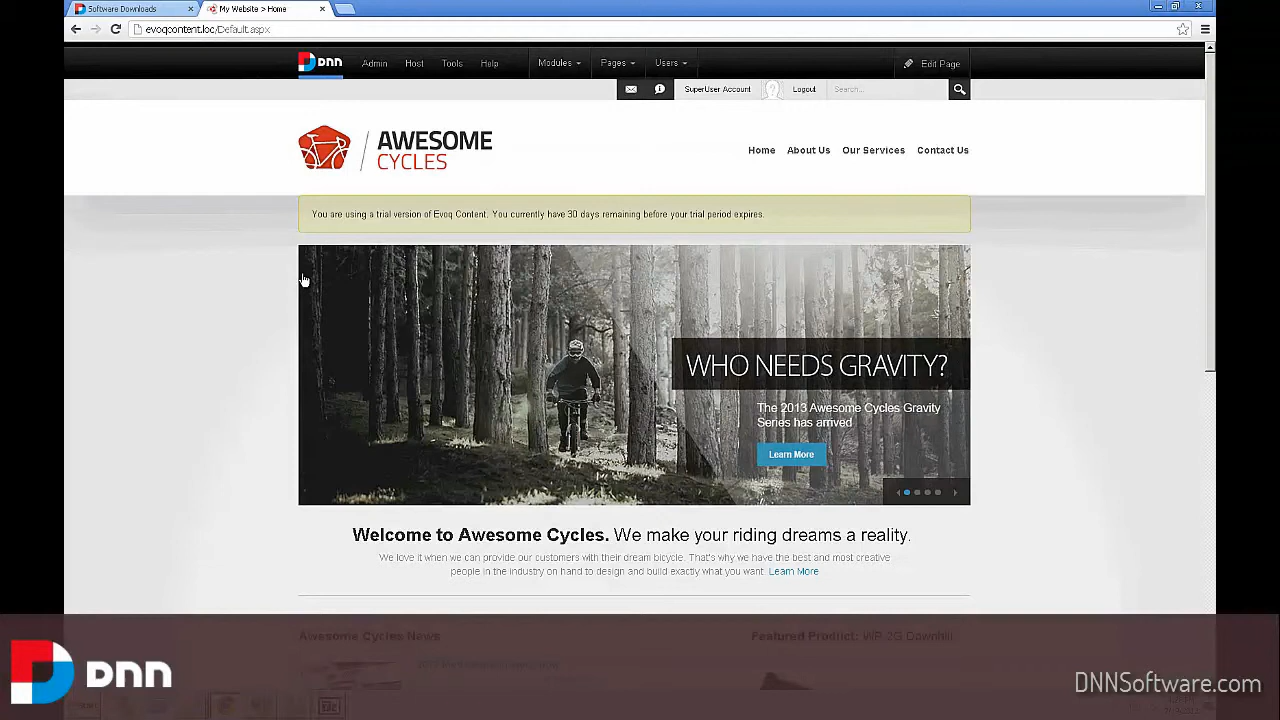 Software Downloads
My Website > Home
evoqcontent.loc/Default.aspx
DNN
Admin
Host
Tools
Help
Modules
Pages
Users
Edit Page
SuperUser Account
Logout
Search...
AWESOME
CYCLES
Home
About Us
Our Services
Contact Us
You are using a trial version of Evoq Content. You currently have 30 days remaining before your trial period expires.
WHO NEEDS GRAVITY?
The 2013 Awesome Cycles Gravity
Series has arrived
Learn More
Welcome to Awesome Cycles. We make your riding dreams a reality.
We love it when we can provide our customers with their dream bicycle. That's why we have the best and most creative
people in the industry on hand to design and build exactly what you want. Learn More
Awesome Cycles News
Featured Product: WP-2G Downhill
DNN
DNNSoftware.com